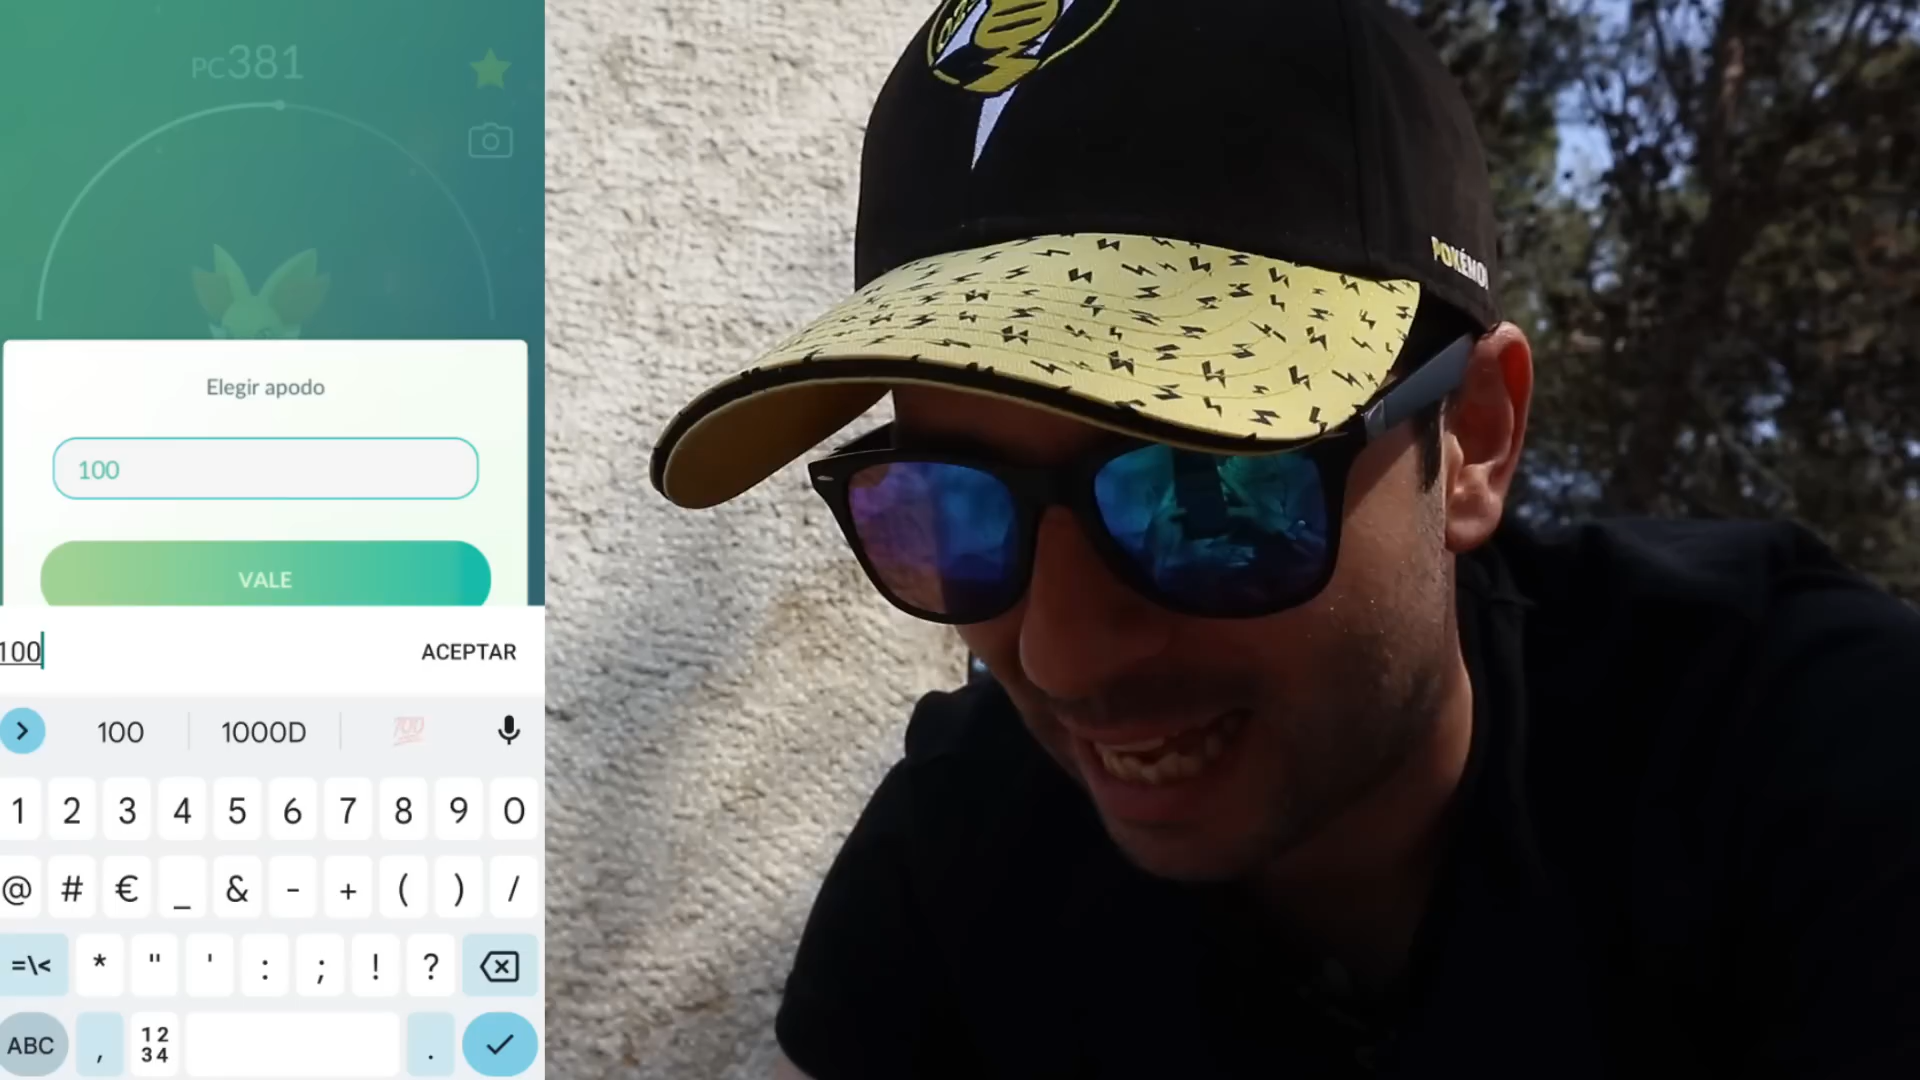 PC381
Elegir apodo
100
VALE
100 ACEPTAR
100 1000D 💯
1 2 3 4 5 6 7 8 9 0
@ # € _ & - + ( ) /
=\< * " ' : ; ! ?
ABC , 12 34 . 
025
POKÉMON